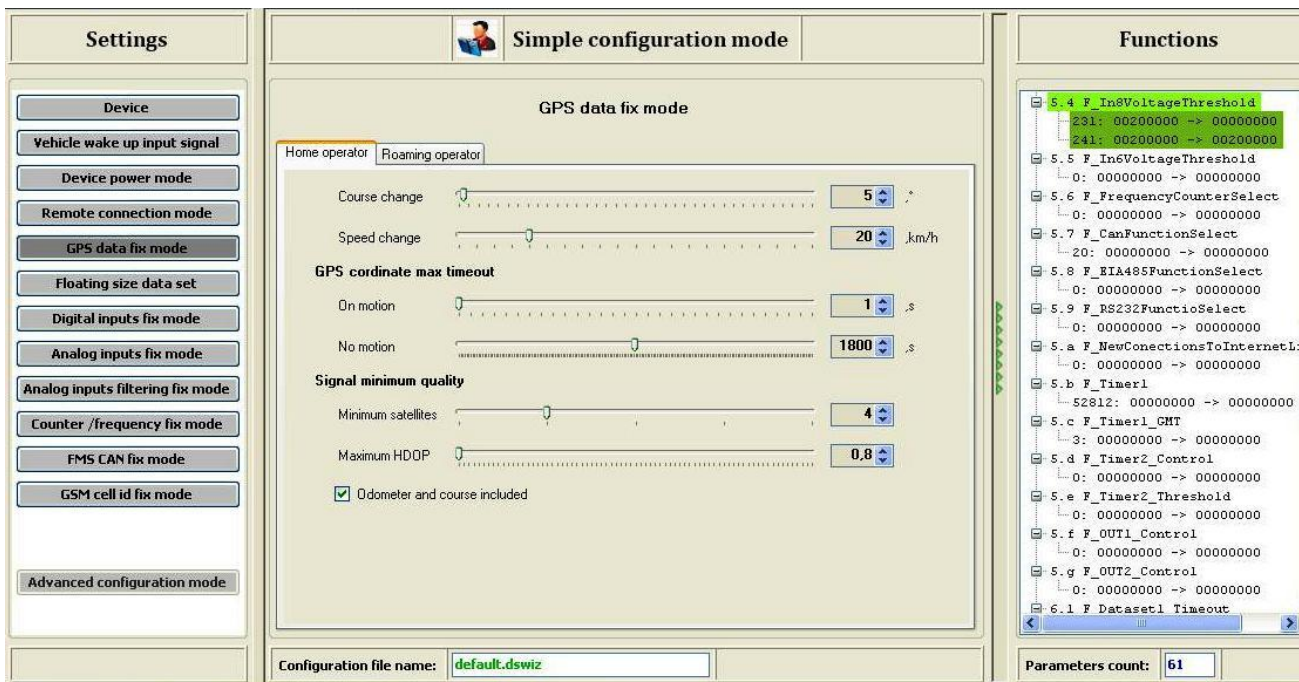 Settings
Simple configuration mode
Functions
Device
Vehicle wake up input signal
Device power mode
Remote connection mode
GPS data fix mode
Floating size data set
Digital inputs fix mode
Analog inputs fix mode
Analog inputs filtering fix mode
Counter /frequency fix mode
FMS CAN fix mode
GSM cell id fix mode
Advanced configuration mode
GPS data fix mode
Home operator
Roaming operator
Course change 5 ,°
Speed change 20 ,km/h
GPS cordinate max timeout
On motion 1 ,s
No motion 1800 ,s
Signal minimum quality
Minimum satellites 4
Maximum HDOP 0,8
Odometer and course included
Configuration file name: default.dswiz
5.4 F_In8VoltageThreshold
231: 00200000 -> 00000000
241: 00200000 -> 00200000
5.5 F_In6VoltageThreshold
0: 00000000 -> 00000000
5.6 F_FrequencyCounterSelect
0: 00000000 -> 00000000
5.7 F_CanFunctionSelect
20: 00000000 -> 00000000
5.8 F_EIA485FunctionSelect
0: 00000000 -> 00000000
5.9 F_RS232FunctioSelect
0: 00000000 -> 00000000
5.a F_NewConectionsToInternetLi
0: 00000000 -> 00000000
5.b F_Timer1
52812: 00000000 -> 00000000
5.c F_Timer1_GMT
3: 00000000 -> 00000000
5.d F_Timer2_Control
0: 00000000 -> 00000000
5.e F_Timer2_Threshold
0: 00000000 -> 00000000
5.f F_OUT1_Control
0: 00000000 -> 00000000
5.g F_OUT2_Control
0: 00000000 -> 00000000
6.1 F_Dataset1_Timeout
Parameters count: 61